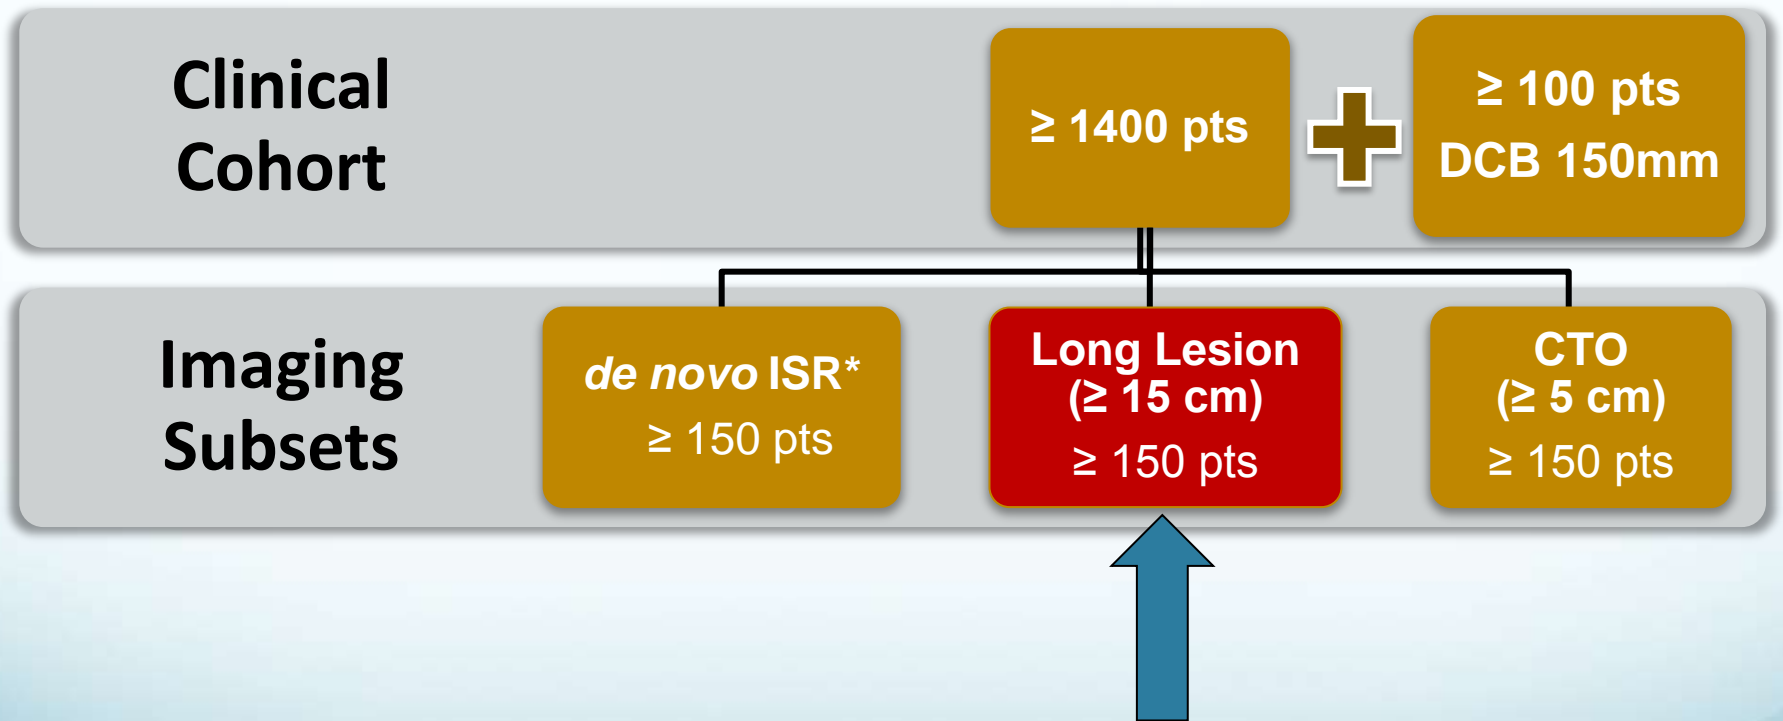 Clinical
Cohort
≥ 1400 pts
≥ 100 pts
DCB 150mm
Imaging
Subsets
de novo ISR*
≥ 150 pts
Long Lesion
(≥ 15 cm)
≥ 150 pts
CTO
(≥ 5 cm)
≥ 150 pts